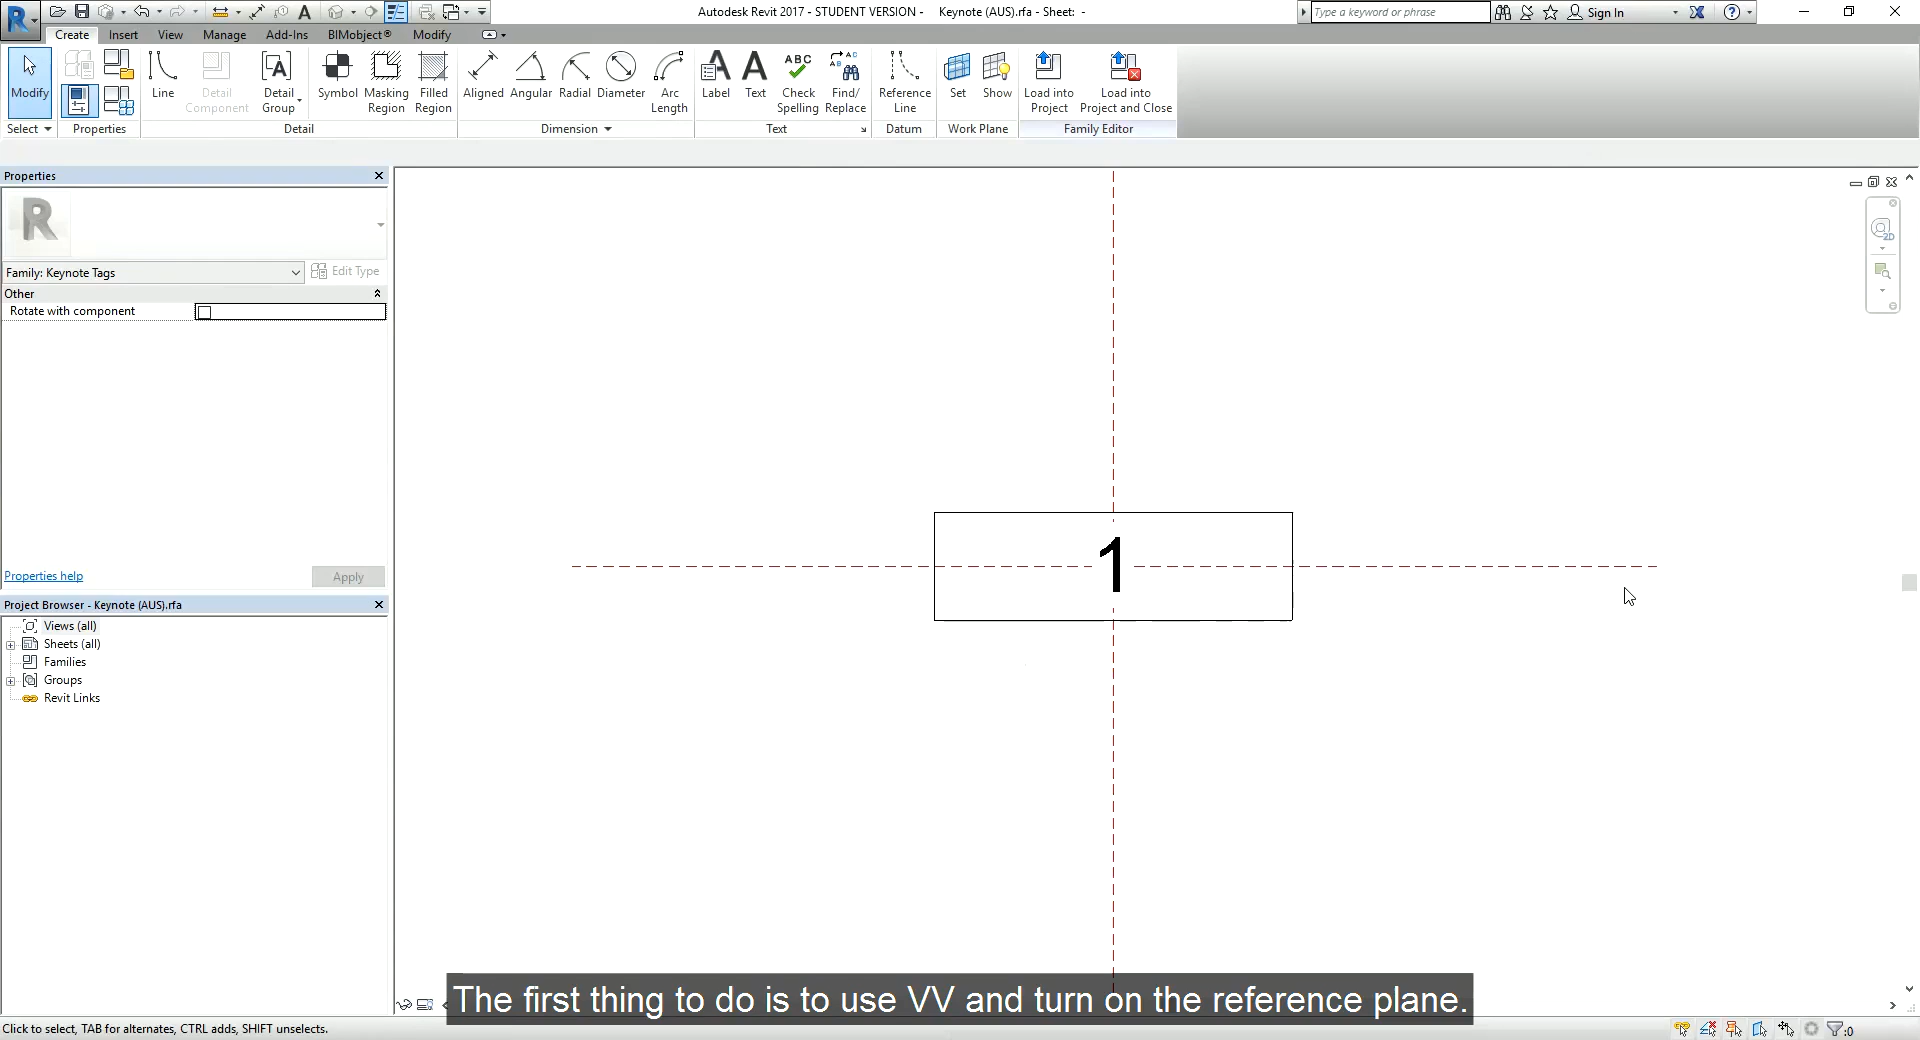 Autodesk Revit 2017 - STUDENT VERSION - Keynote (AUS).rfa - Sheet: -
Type a keyword or phrase
Sign In
Create Insert View Manage Add-Ins BIMobject® Modify
Modify
Line
Detail Component
Detail Group
Symbol
Masking Region
Filled Region
Aligned
Angular
Radial
Diameter
Arc Length
Label
Text
Check Spelling
Find/ Replace
Reference Line
Set
Show
Load into Project
Load into Project and Close
Select Properties Detail Dimension Text Datum Work Plane Family Editor
Properties
Family: Keynote Tags
Edit Type
Other
Rotate with component
Properties help
Apply
Project Browser - Keynote (AUS).rfa
Views (all)
Sheets (all)
Families
Groups
Revit Links
1
2D
The first thing to do is to use VV and turn on the reference plane.
Click to select, TAB for alternates, CTRL adds, SHIFT unselects.
:0